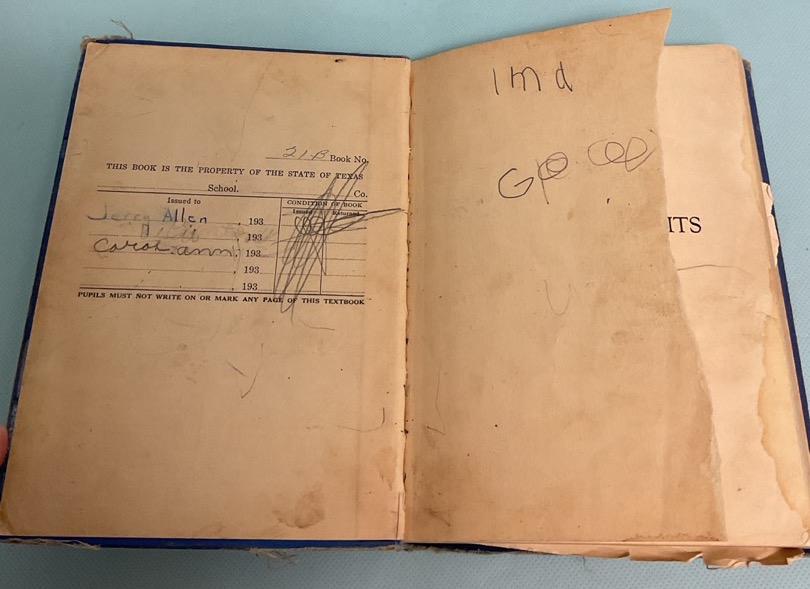 21-B Book No.
THIS BOOK IS THE PROPERTY OF THE STATE OF TEXAS
School. Co.
Issued to CONDITION OF BOOK
Issued Returned
Jerry Allen , 193
193
Carol ann , 193
, 193
, 193
PUPILS MUST NOT WRITE ON OR MARK ANY PAGE OF THIS TEXTBOOK
ITS